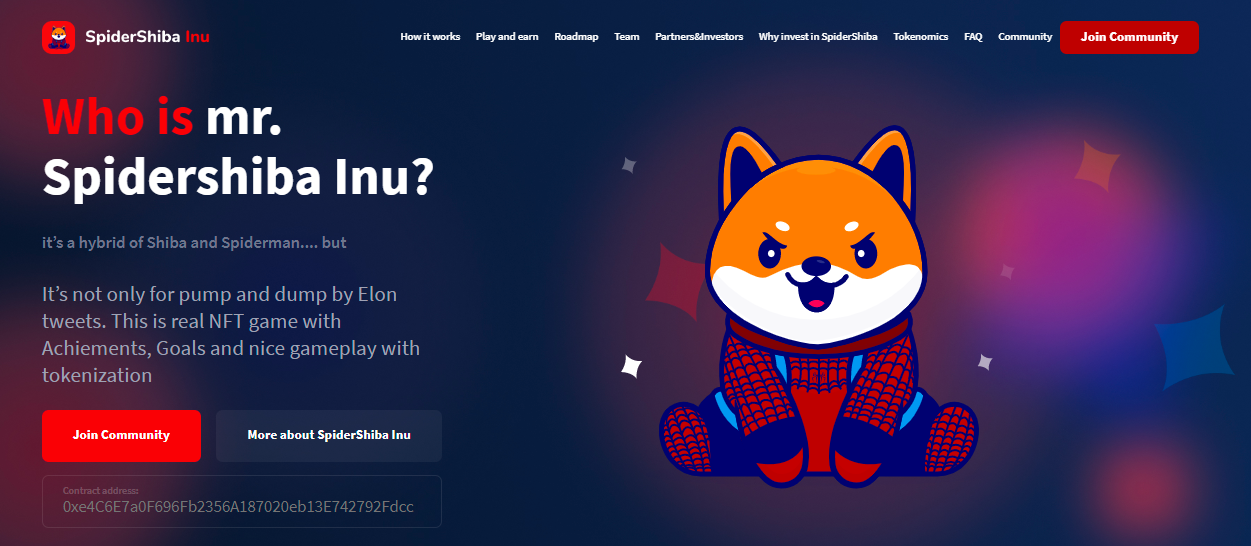 SpiderShiba Inu
How it works
Play and earn
Roadmap
Team
Partners&Investors
Why invest in SpiderShiba
Tokenomics
FAQ
Community
Join Community
Who is mr.
Spidershiba Inu?
it’s a hybrid of Shiba and Spiderman.... but
It’s not only for pump and dump by Elon
tweets. This is real NFT game with
Achiements, Goals and nice gameplay with
tokenization
Join Community
More about SpiderShiba Inu
Contract address:
0xe4C6E7a0F696Fb2356A187020eb13E742792Fdcc